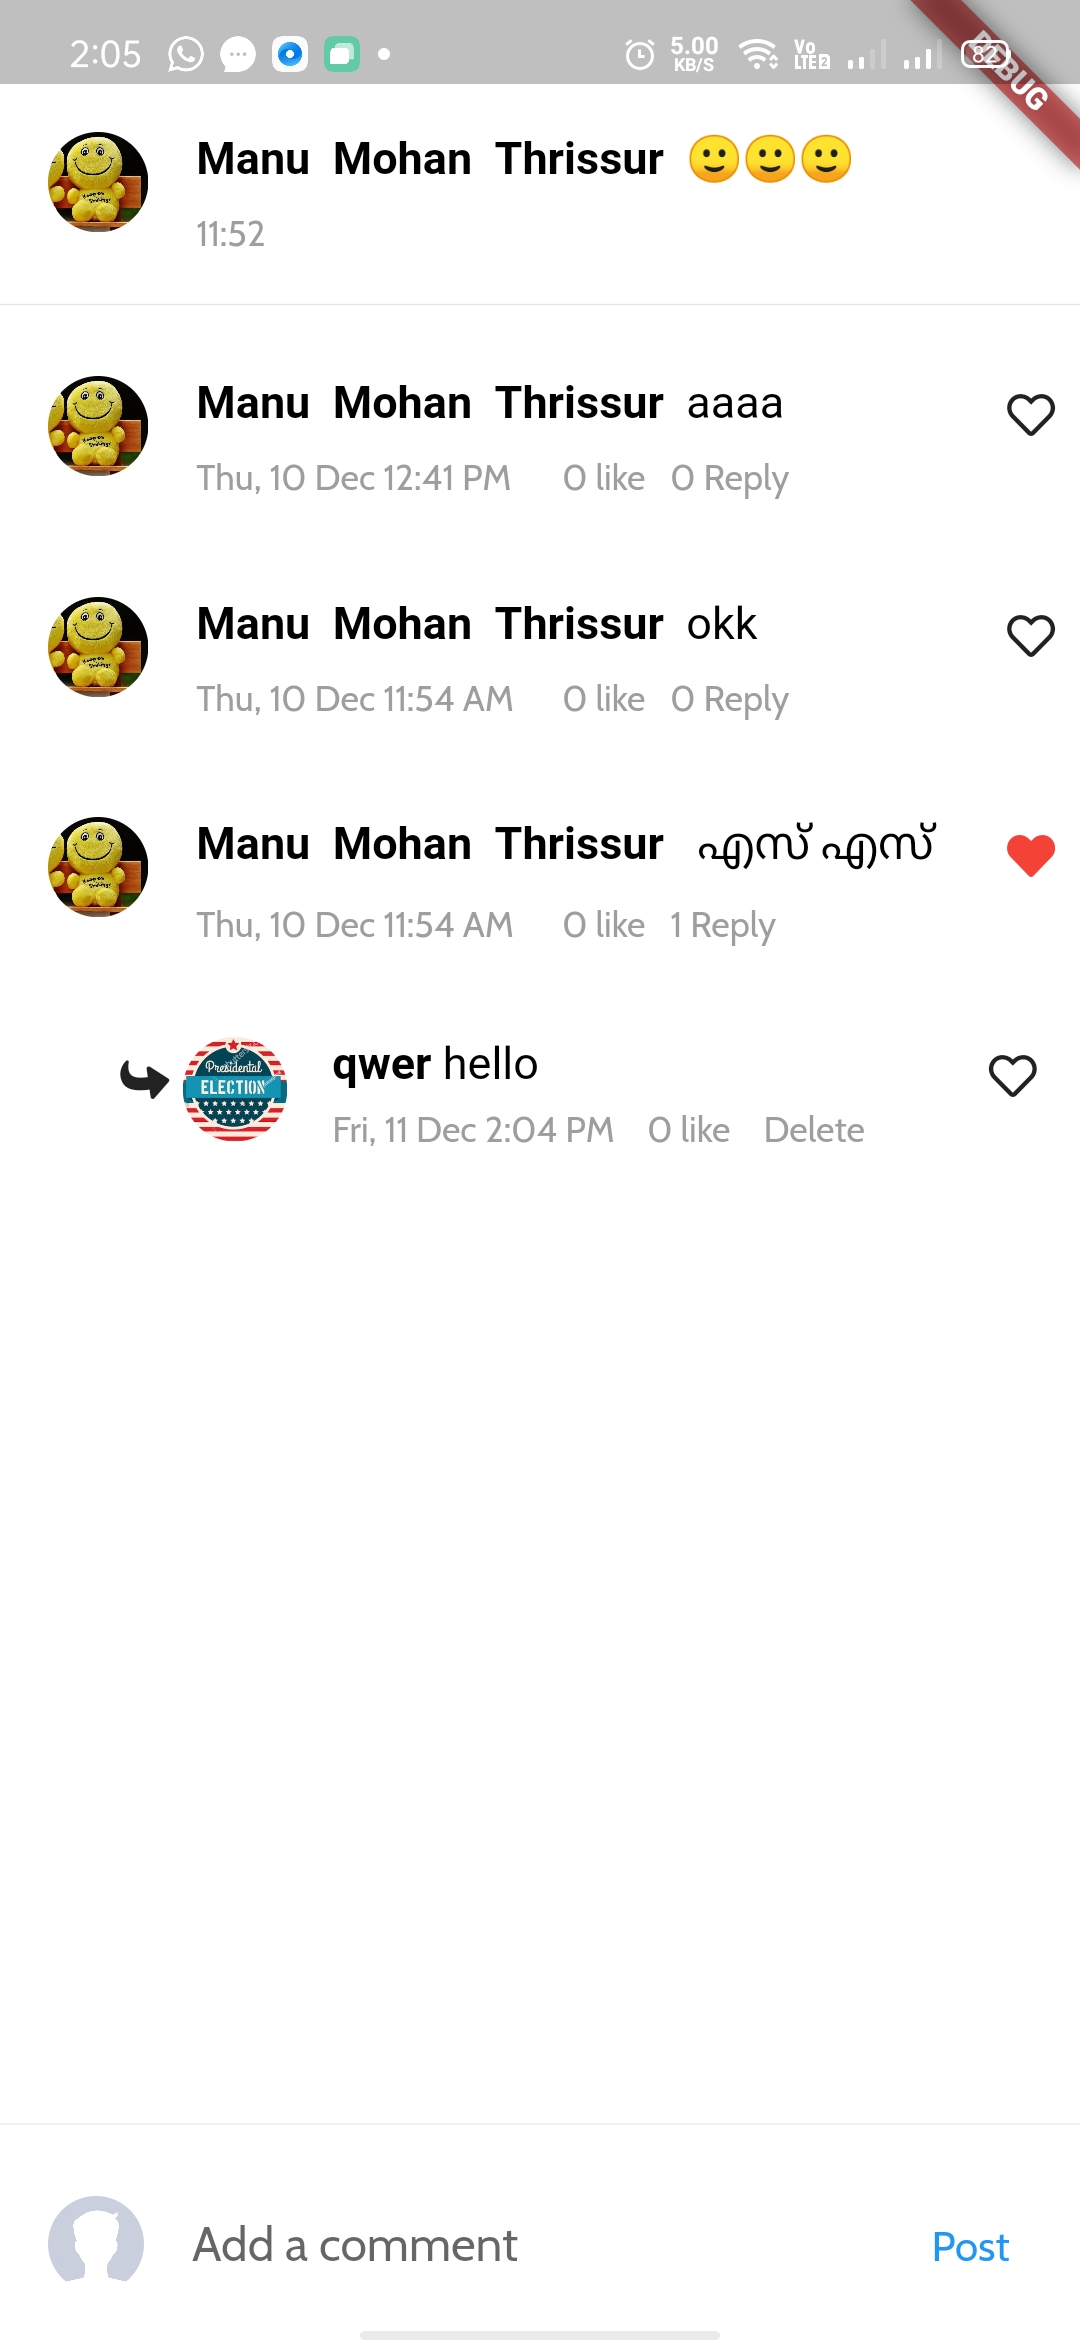 2:05 5.00 KB/S Vo LTE 2 82
DEBUG
Manu Mohan Thrissur 🙂🙂🙂
11:52
Manu Mohan Thrissur aaaa
Thu, 10 Dec 12:41 PM 0 like 0 Reply
Manu Mohan Thrissur okk
Thu, 10 Dec 11:54 AM 0 like 0 Reply
Manu Mohan Thrissur എസ് എസ്
Thu, 10 Dec 11:54 AM 0 like 1 Reply
Presidental
ELECTION
qwer hello
Fri, 11 Dec 2:04 PM 0 like Delete
Add a comment Post